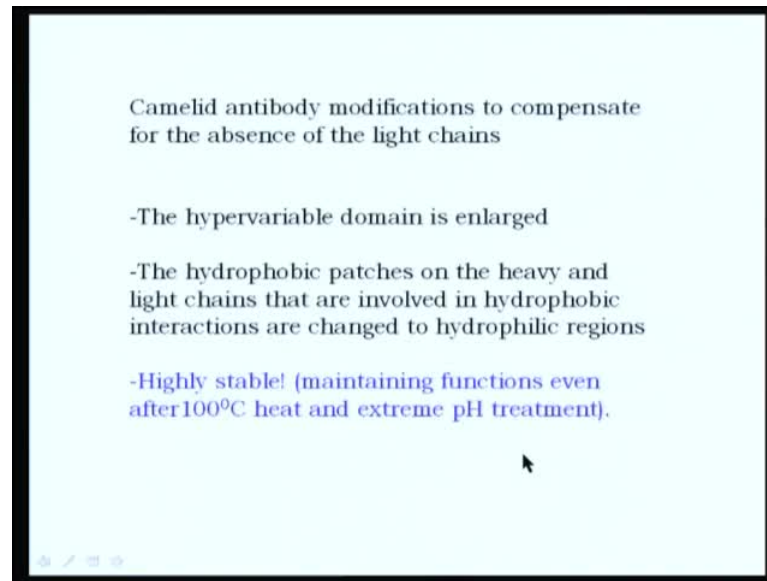 Camelid antibody modifications to compensate
for the absence of the light chains
-The hypervariable domain is enlarged
-The hydrophobic patches on the heavy and
light chains that are involved in hydrophobic
interactions are changed to hydrophilic regions
-Highly stable! (maintaining functions even
after100⁰C heat and extreme pH treatment).